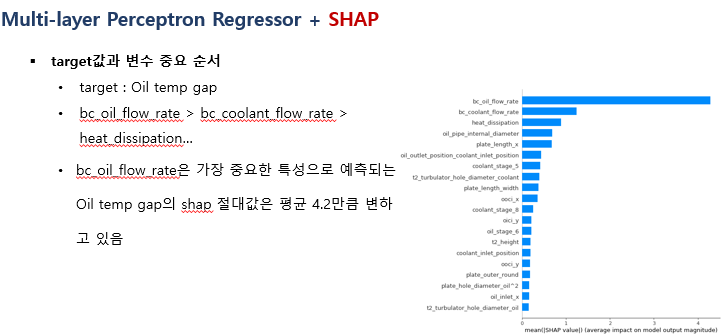 Multi-layer Perceptron Regressor + SHAP
▪ target값과 변수 중요 순서
• target : Oil temp gap
• bc_oil_flow_rate > bc_coolant_flow_rate >
heat_dissipation...
• bc_oil_flow_rate은 가장 중요한 특성으로 예측되는
Oil temp gap의 shap 절대값은 평균 4.2만큼 변하
고 있음
bc_oil_flow_rate
bc_coolant_flow_rate
heat_dissipation
oil_pipe_internal_diameter
plate_length_x
oil_outlet_position_coolant_inlet_position
coolant_stage_5
t2_turbulator_hole_diameter_coolant
plate_length_width
ooci_x
coolant_stage_8
oici_y
oil_stage_6
t2_height
coolant_inlet_position
ooci_y
plate_outer_round
plate_hole_diameter_oil^2
oil_inlet_x
t2_turbulator_hole_diameter_oil
0 1 2 3 4
mean(|SHAP value|) (average impact on model output magnitude)